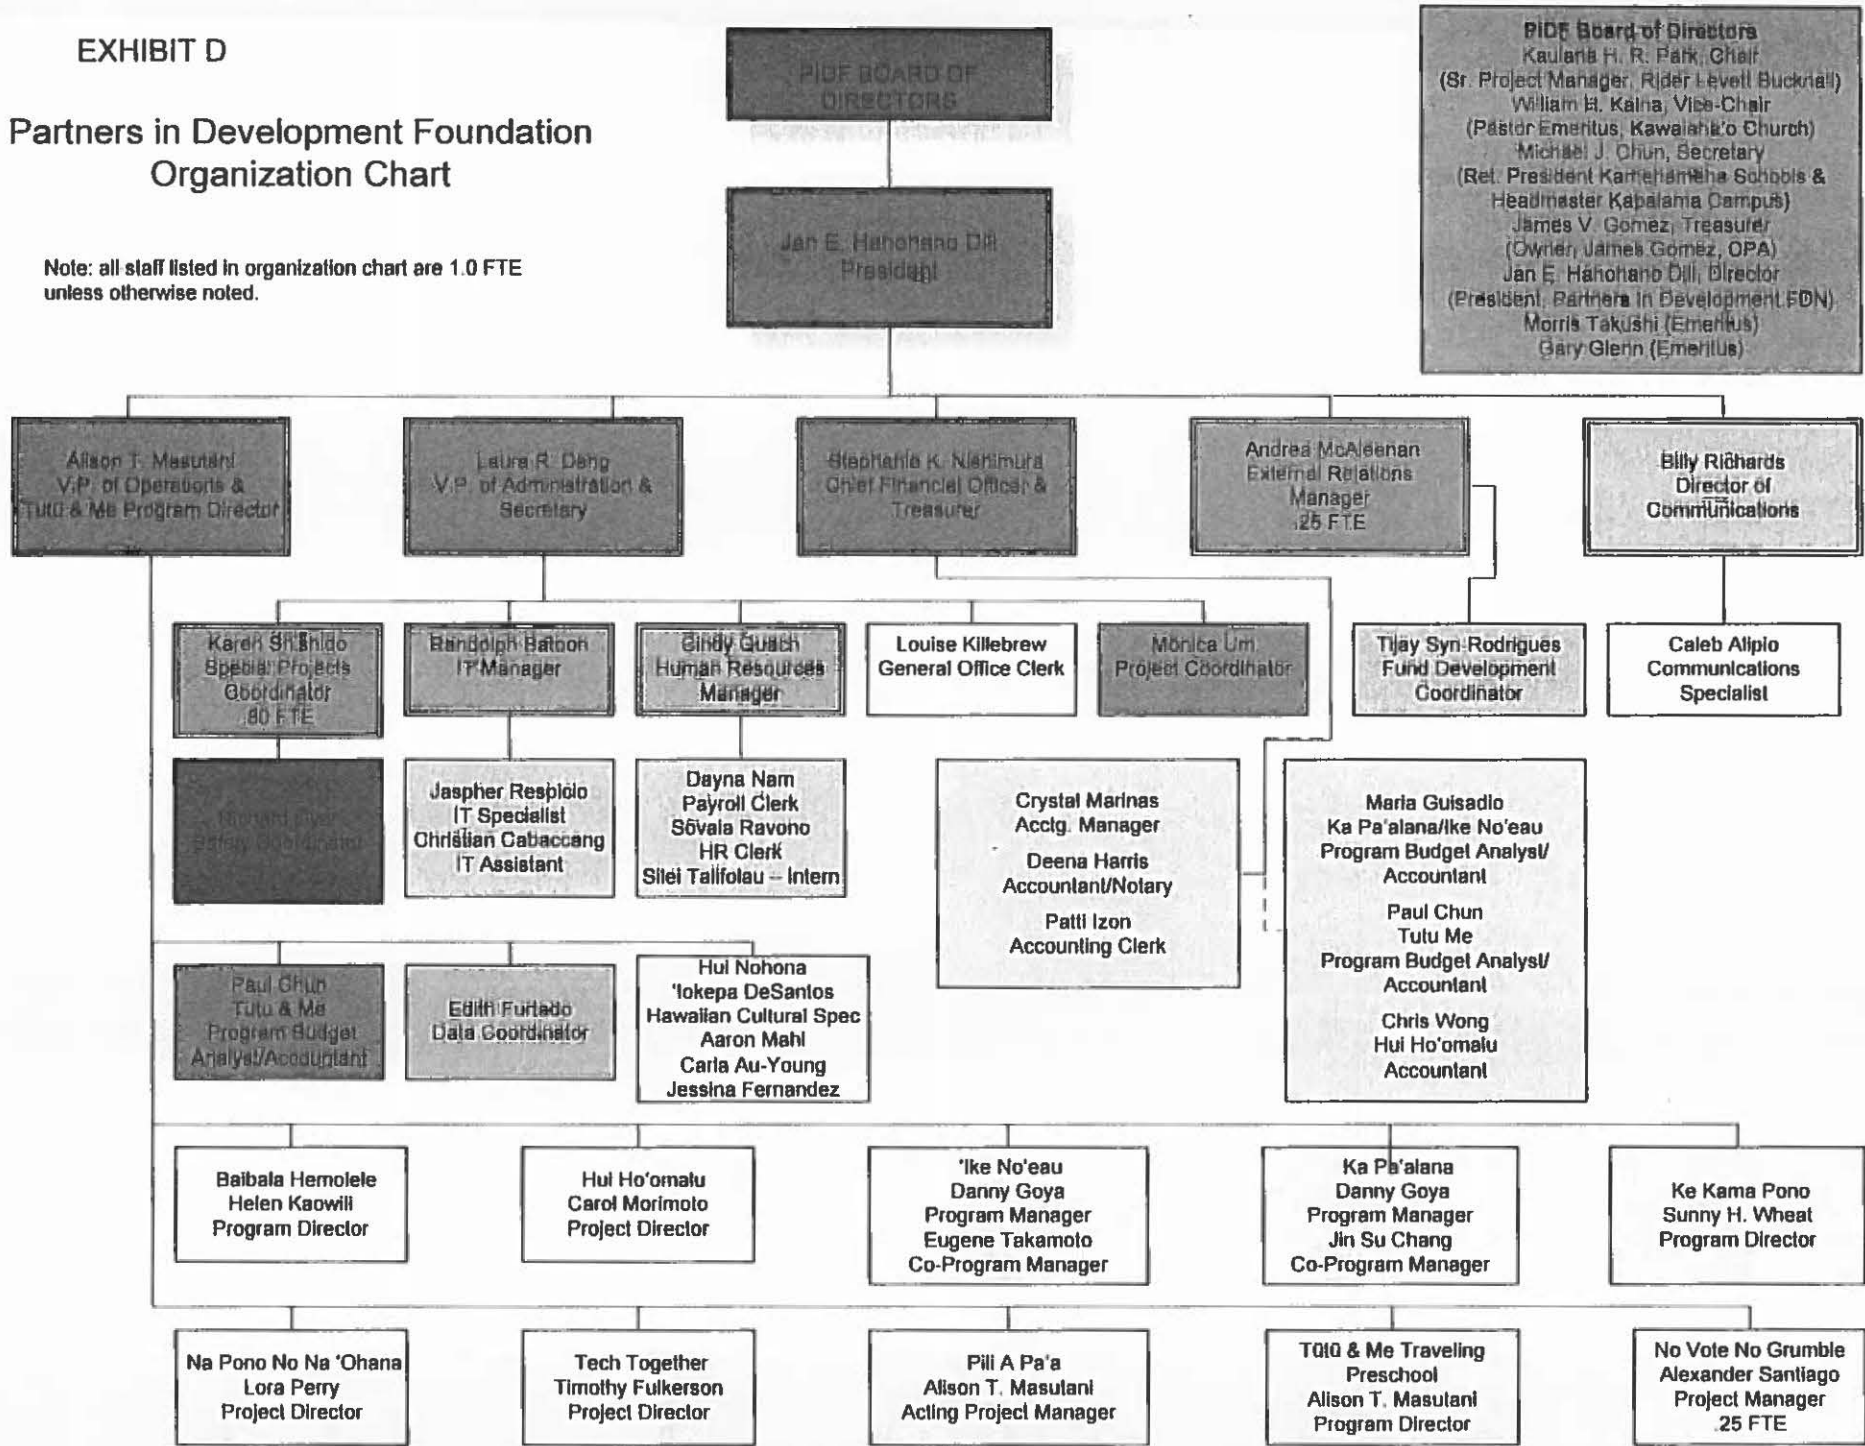 EXHIBIT D
Partners in Development Foundation
Organization Chart
Note: all staff listed in organization chart are 1.0 FTE
unless otherwise noted.
PIDF BOARD OF
DIRECTORS
Jan E. Hanohano Dill
President
PIDF Board of Directors
Kaulana H. R. Park, Chair
(Sr. Project Manager, Rider Levett Bucknall)
William H. Kaina, Vice-Chair
(Pastor Emeritus, Kawaiaha'o Church)
Michael J. Chun, Secretary
(Ret. President Kamehameha Schools &
Headmaster Kapalama Campus)
James V. Gomez, Treasurer
(Owner, James Gomez, CPA)
Jan E. Hanohano Dill, Director
(President, Partners in Development FDN)
Morris Takushi (Emeritus)
Gary Glenn (Emeritus)
Alison T. Masutani
V.P. of Operations &
Tūtū & Me Program Director
Laura R. Dang
V.P. of Administration &
Secretary
Stephanie K. Nishimura
Chief Financial Officer &
Treasurer
Andrea McAleenan
External Relations
Manager
.25 FTE
Billy Richards
Director of
Communications
Karen Shishido
Special Projects
Coordinator
.80 FTE
Randolph Batoon
IT Manager
Cindy Quach
Human Resources
Manager
Louise Killebrew
General Office Clerk
Monica Um
Project Coordinator
Tijay Syn-Rodrigues
Fund Development
Coordinator
Caleb Alipio
Communications
Specialist
Richard
Safety Coordinator
Jaspher Respicio
IT Specialist
Christian Cabaccang
IT Assistant
Dayna Nam
Payroll Clerk
Sovala Ravono
HR Clerk
Silei Talifolau – Intern
Crystal Marinas
Acctg. Manager
Deena Harris
Accountant/Notary
Patti Izon
Accounting Clerk
Maria Guisadio
Ka Pa'alana/Ike No'eau
Program Budget Analyst/
Accountant
Paul Chun
Tutu Me
Program Budget Analyst/
Accountant
Chris Wong
Hui Ho'omalu
Accountant
Paul Chun
Tutu & Me
Program Budget
Analyst/Accountant
Edith Furtado
Data Coordinator
Hui Nohona
'Iokepa DeSantos
Hawaiian Cultural Spec
Aaron Mahi
Carla Au-Young
Jessina Fernandez
Baibala Hemolele
Helen Kaowili
Program Director
Hui Ho'omalu
Carol Morimoto
Project Director
'Ike No'eau
Danny Goya
Program Manager
Eugene Takamoto
Co-Program Manager
Ka Pa'alana
Danny Goya
Program Manager
Jin Su Chang
Co-Program Manager
Ke Kama Pono
Sunny H. Wheat
Program Director
Na Pono No Na 'Ohana
Lora Perry
Project Director
Tech Together
Timothy Fulkerson
Project Director
Pili A Pa'a
Alison T. Masutani
Acting Project Manager
Tūtū & Me Traveling
Preschool
Alison T. Masutani
Program Director
No Vote No Grumble
Alexander Santiago
Project Manager
.25 FTE